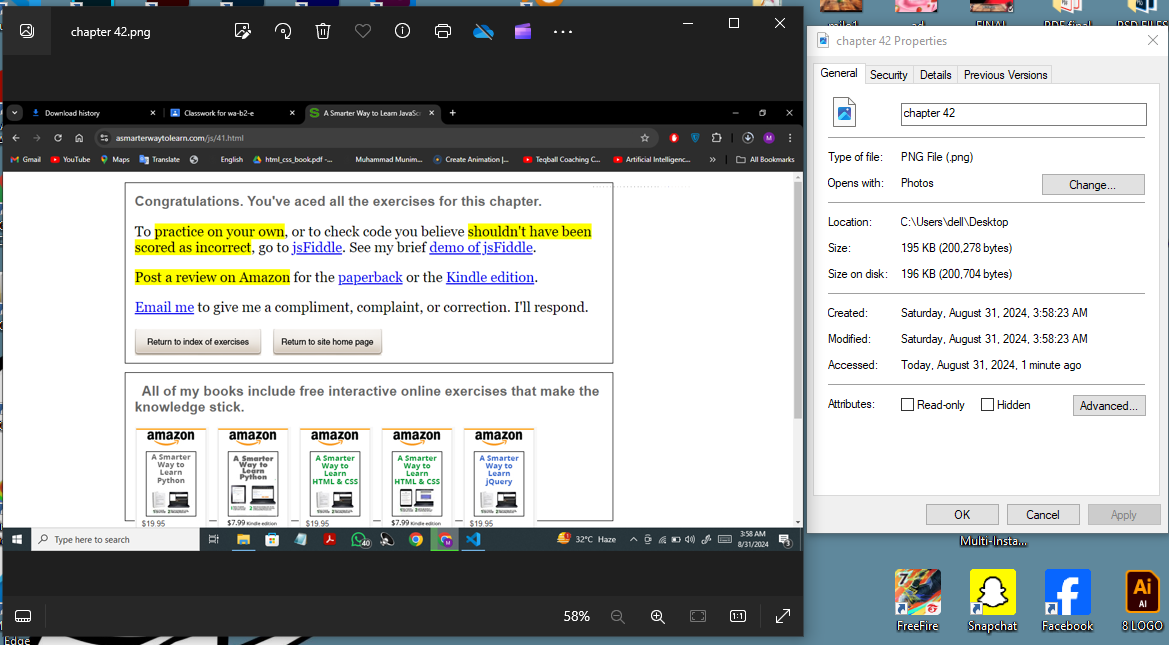 mile1
ad
FINAL
PDF final
PSD FILES
chapter 42.png
Download history
Classwork for wa-b2-e
A Smarter Way to Learn JavaSc
asmarterwaytolearn.com/js/41.html
M
Gmail
YouTube
Maps
Translate
English
html_css_book.pdf -...
Muhammad Munim...
Create Animation |...
Teqball Coaching C...
Artificial Intelligenc...
»
All Bookmarks
Congratulations. You've aced all the exercises for this chapter.
To practice on your own, or to check code you believe shouldn't have been
scored as incorrect, go to jsFiddle. See my brief demo of jsFiddle.
Post a review on Amazon for the paperback or the Kindle edition.
Email me to give me a compliment, complaint, or correction. I'll respond.
Return to index of exercises
Return to site home page
All of my books include free interactive online exercises that make the
knowledge stick.
amazon
A Smarter
Way to
Learn
Python
$19.95
amazon
A Smarter
Way to Learn
Python
$7.99 Kindle edition
amazon
A Smarter
Way to
Learn
HTML & CSS
$19.95
amazon
A Smarter
Way to
Learn
HTML & CSS
$7.99 Kindle edition
amazon
A Smarter
Way to
Learn
jQuery
$19.95
Type here to search
40
M
32°C Haze
3:58 AM
8/31/2024
3
58%
1:1
chapter 42 Properties
General
Security
Details
Previous Versions
chapter 42
Type of file: PNG File (.png)
Opens with: Photos
Change...
Location: C:\Users\dell\Desktop
Size: 195 KB (200,278 bytes)
Size on disk: 196 KB (200,704 bytes)
Created: Saturday, August 31, 2024, 3:58:23 AM
Modified: Saturday, August 31, 2024, 3:58:23 AM
Accessed: Today, August 31, 2024, 1 minute ago
Attributes:
Read-only
Hidden
Advanced...
OK
Cancel
Apply
Multi-Insta...
7
FreeFire
Snapchat
Facebook
Ai
AI
8 LOGO
Edge